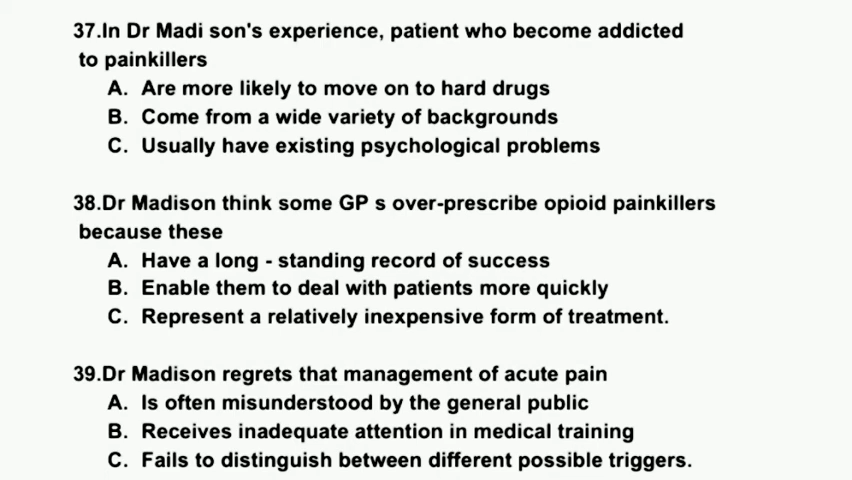 37.In Dr Madi son's experience, patient who become addicted
to painkillers
A. Are more likely to move on to hard drugs
B. Come from a wide variety of backgrounds
C. Usually have existing psychological problems
38.Dr Madison think some GP s over-prescribe opioid painkillers
because these
A. Have a long - standing record of success
B. Enable them to deal with patients more quickly
C. Represent a relatively inexpensive form of treatment.
39.Dr Madison regrets that management of acute pain
A. Is often misunderstood by the general public
B. Receives inadequate attention in medical training
C. Fails to distinguish between different possible triggers.